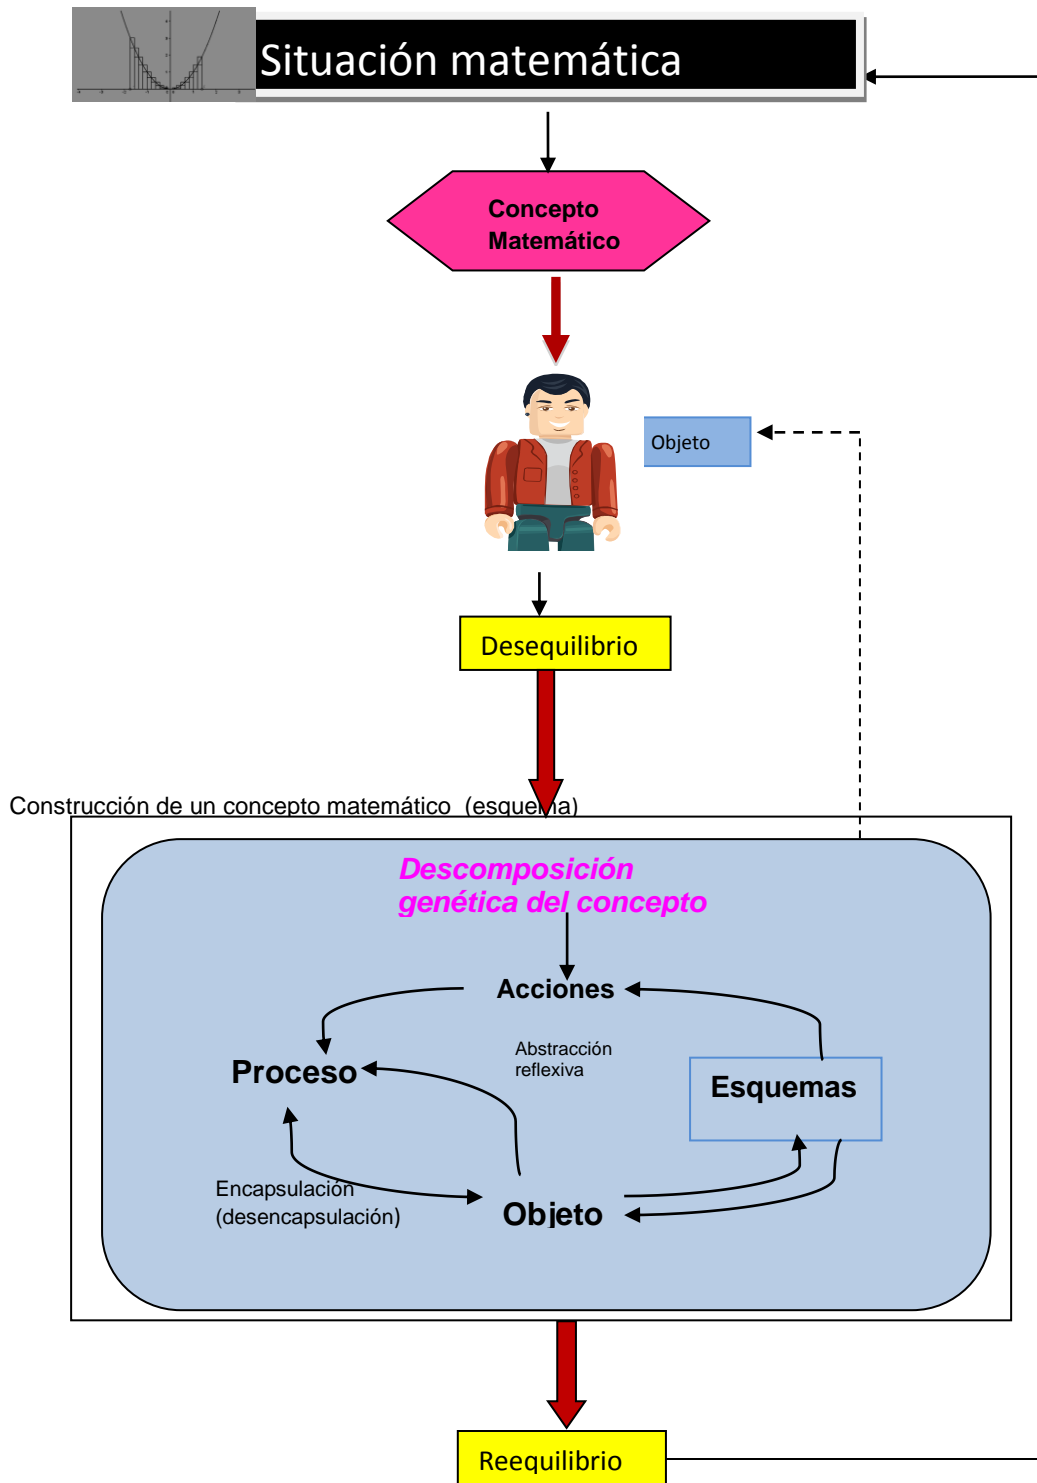 Situación matemática
Concepto
Matemático
Objeto
Desequilibrio
Construcción de un concepto matemático (esquema)
Descomposición
genética del concepto
Acciones
Abstracción
reflexiva
Proceso
Esquemas
Encapsulación
(desencapsulación)
Objeto
Reequilibrio